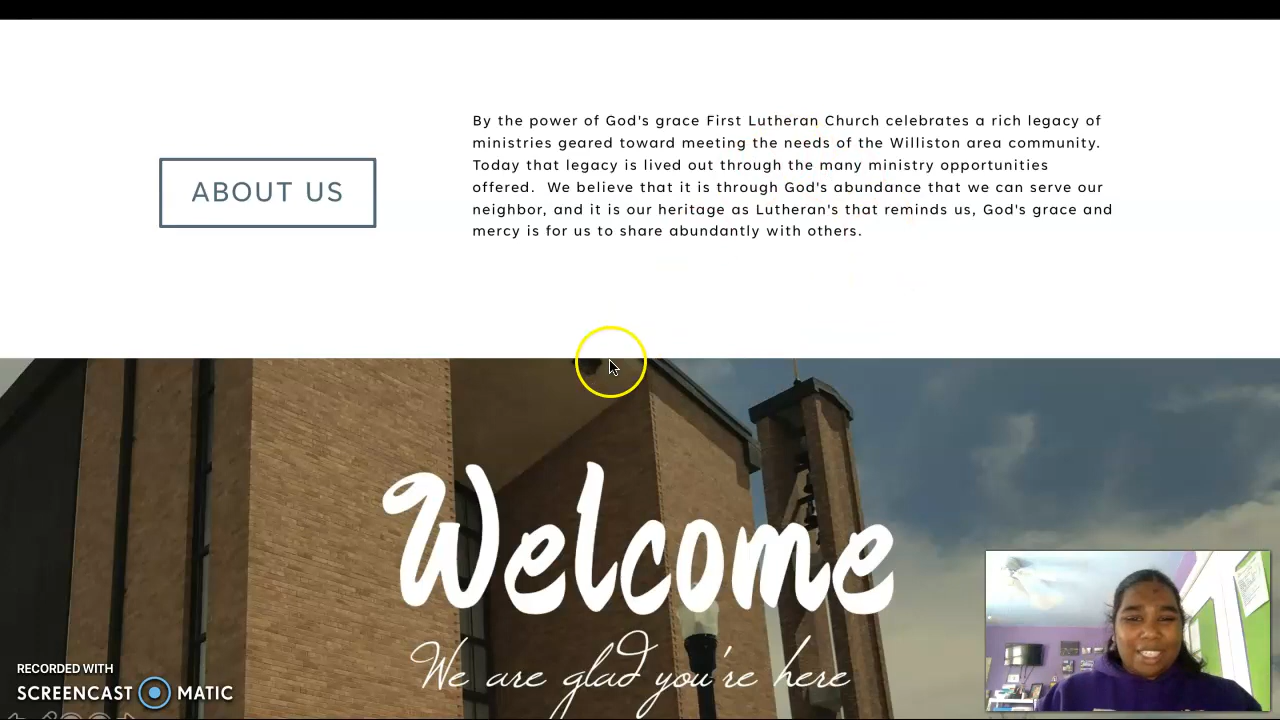 By the power of God's grace First Lutheran Church celebrates a rich legacy of
ministries geared toward meeting the needs of the Williston area community.
Today that legacy is lived out through the many ministry opportunities
offered.  We believe that it is through God's abundance that we can serve our
neighbor, and it is our heritage as Lutheran's that reminds us, God's grace and
mercy is for us to share abundantly with others.
ABOUT US
Welcome
We are glad you're here
RECORDED WITH
SCREENCAST MATIC